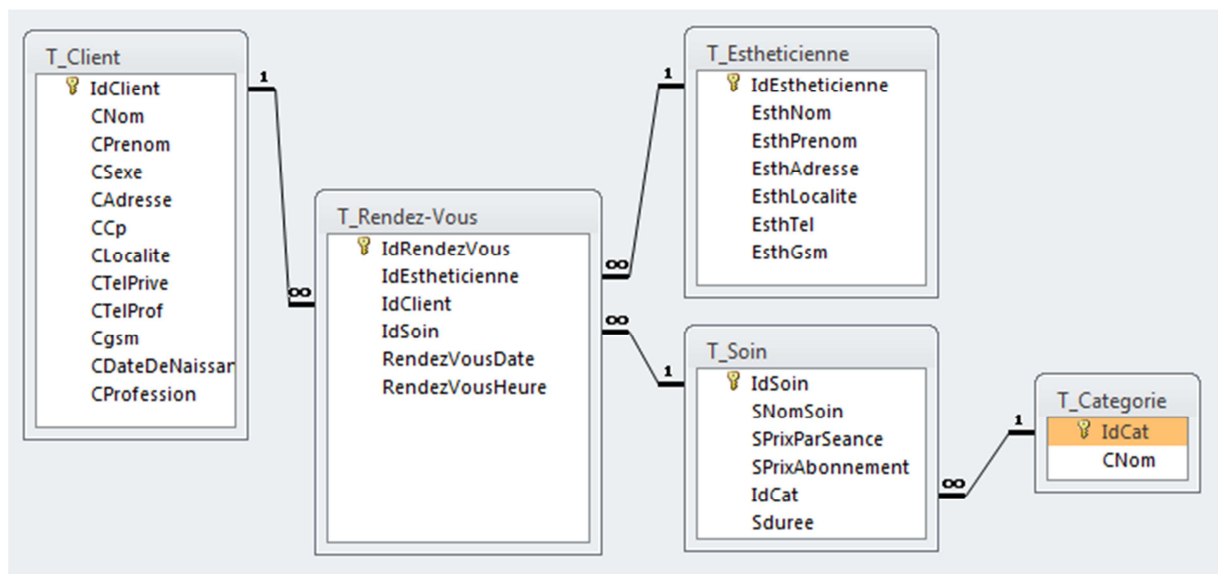 T_Client
IdClient
CNom
CPrenom
CSexe
CAdresse
CCp
CLocalite
CTelPrive
CTelProf
Cgsm
CDateDeNaissan
CProfession
1
∞
T_Rendez-Vous
IdRendezVous
IdEstheticienne
IdClient
IdSoin
RendezVousDate
RendezVousHeure
1
∞
T_Estheticienne
IdEstheticienne
EsthNom
EsthPrenom
EsthAdresse
EsthLocalite
EsthTel
EsthGsm
∞
1
T_Soin
IdSoin
SNomSoin
SPrixParSeance
SPrixAbonnement
IdCat
Sduree
1
∞
T_Categorie
IdCat
CNom